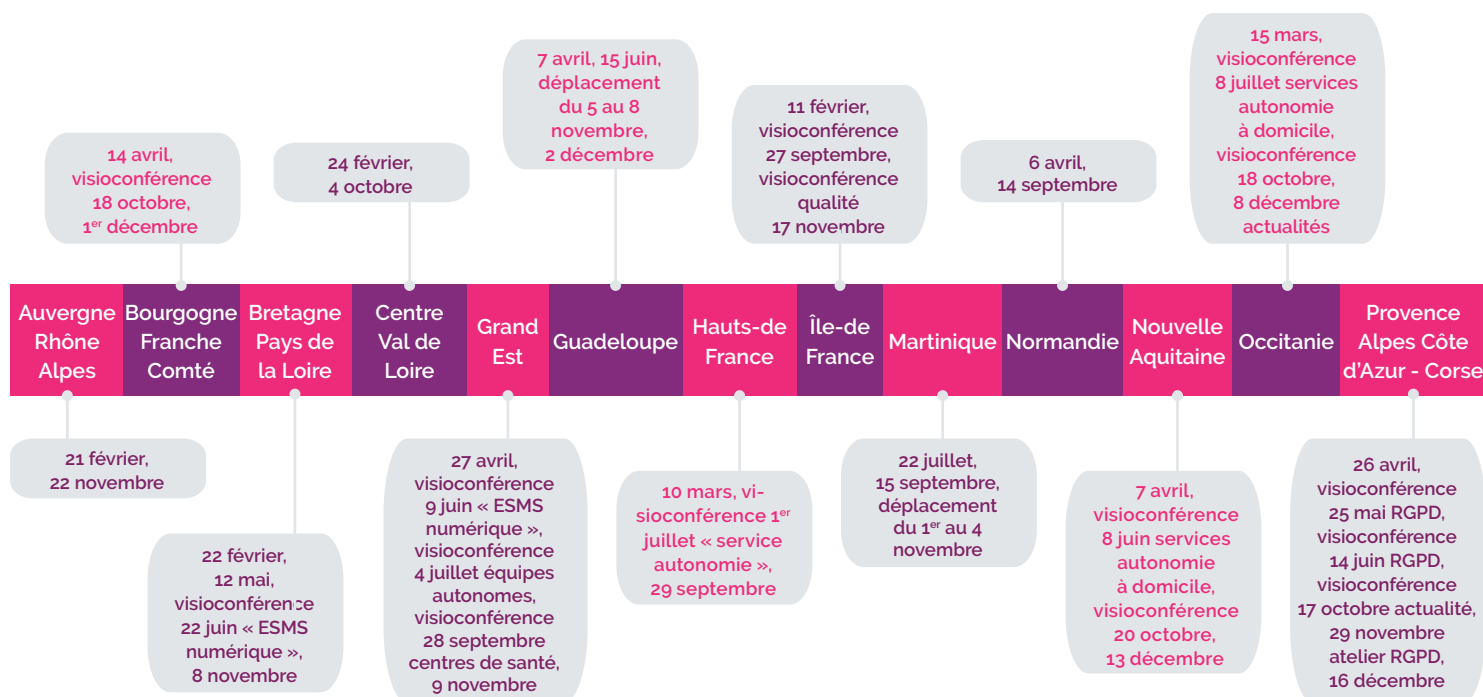 14 avril,
visioconférence
18 octobre,
1er décembre
24 février,
4 octobre
7 avril, 15 juin,
déplacement
du 5 au 8
novembre,
2 décembre
11 février,
visioconférence
27 septembre,
visioconférence
qualité
17 novembre
6 avril,
14 septembre
15 mars,
visioconférence
8 juillet services
autonomie
à domicile,
visioconférence
18 octobre,
8 décembre
actualités
Auvergne
Rhône
Alpes
Bourgogne
Franche
Comté
Bretagne
Pays de
la Loire
Centre
Val de
Loire
Grand
Est
Guadeloupe
Hauts-de
France
Île-de
France
Martinique
Normandie
Nouvelle
Aquitaine
Occitanie
Provence
Alpes Côte
d'Azur - Corse
21 février,
22 novembre
22 février,
12 mai,
visioconférence
22 juin « ESMS
numérique »,
8 novembre
27 avril,
visioconférence
9 juin « ESMS
numérique »,
visioconférence
4 juillet équipes
autonomes,
visioconférence
28 septembre
centres de santé,
9 novembre
10 mars, vi-
sioconférence 1er
juillet « service
autonomie »,
29 septembre
22 juillet,
15 septembre,
déplacement
du 1er au 4
novembre
7 avril,
visioconférence
8 juin services
autonomie
à domicile,
visioconférence
20 octobre,
13 décembre
26 avril,
visioconférence
25 mai RGPD,
visioconférence
14 juin RGPD,
visioconférence
17 octobre actualité,
29 novembre
atelier RGPD,
16 décembre